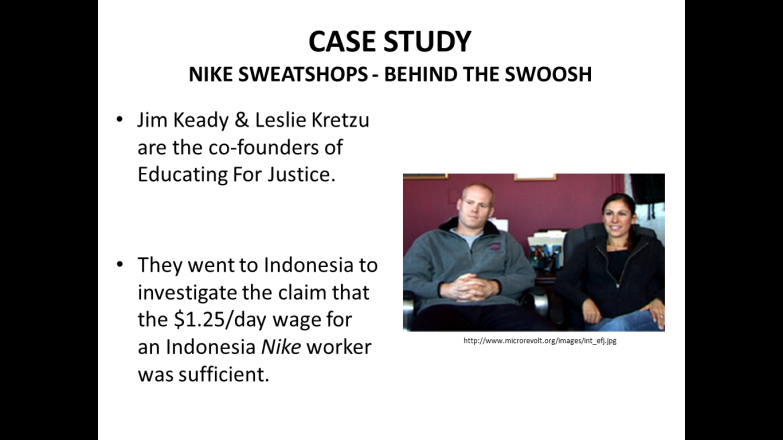 CASE STUDY
NIKE SWEATSHOPS - BEHIND THE SWOOSH
• Jim Keady & Leslie Kretzu
are the co-founders of
Educating For Justice.
• They went to Indonesia to
investigate the claim that
the $1.25/day wage for
an Indonesia Nike worker
was sufficient.
http://www.microrevolt.org/images/int_efj.jpg